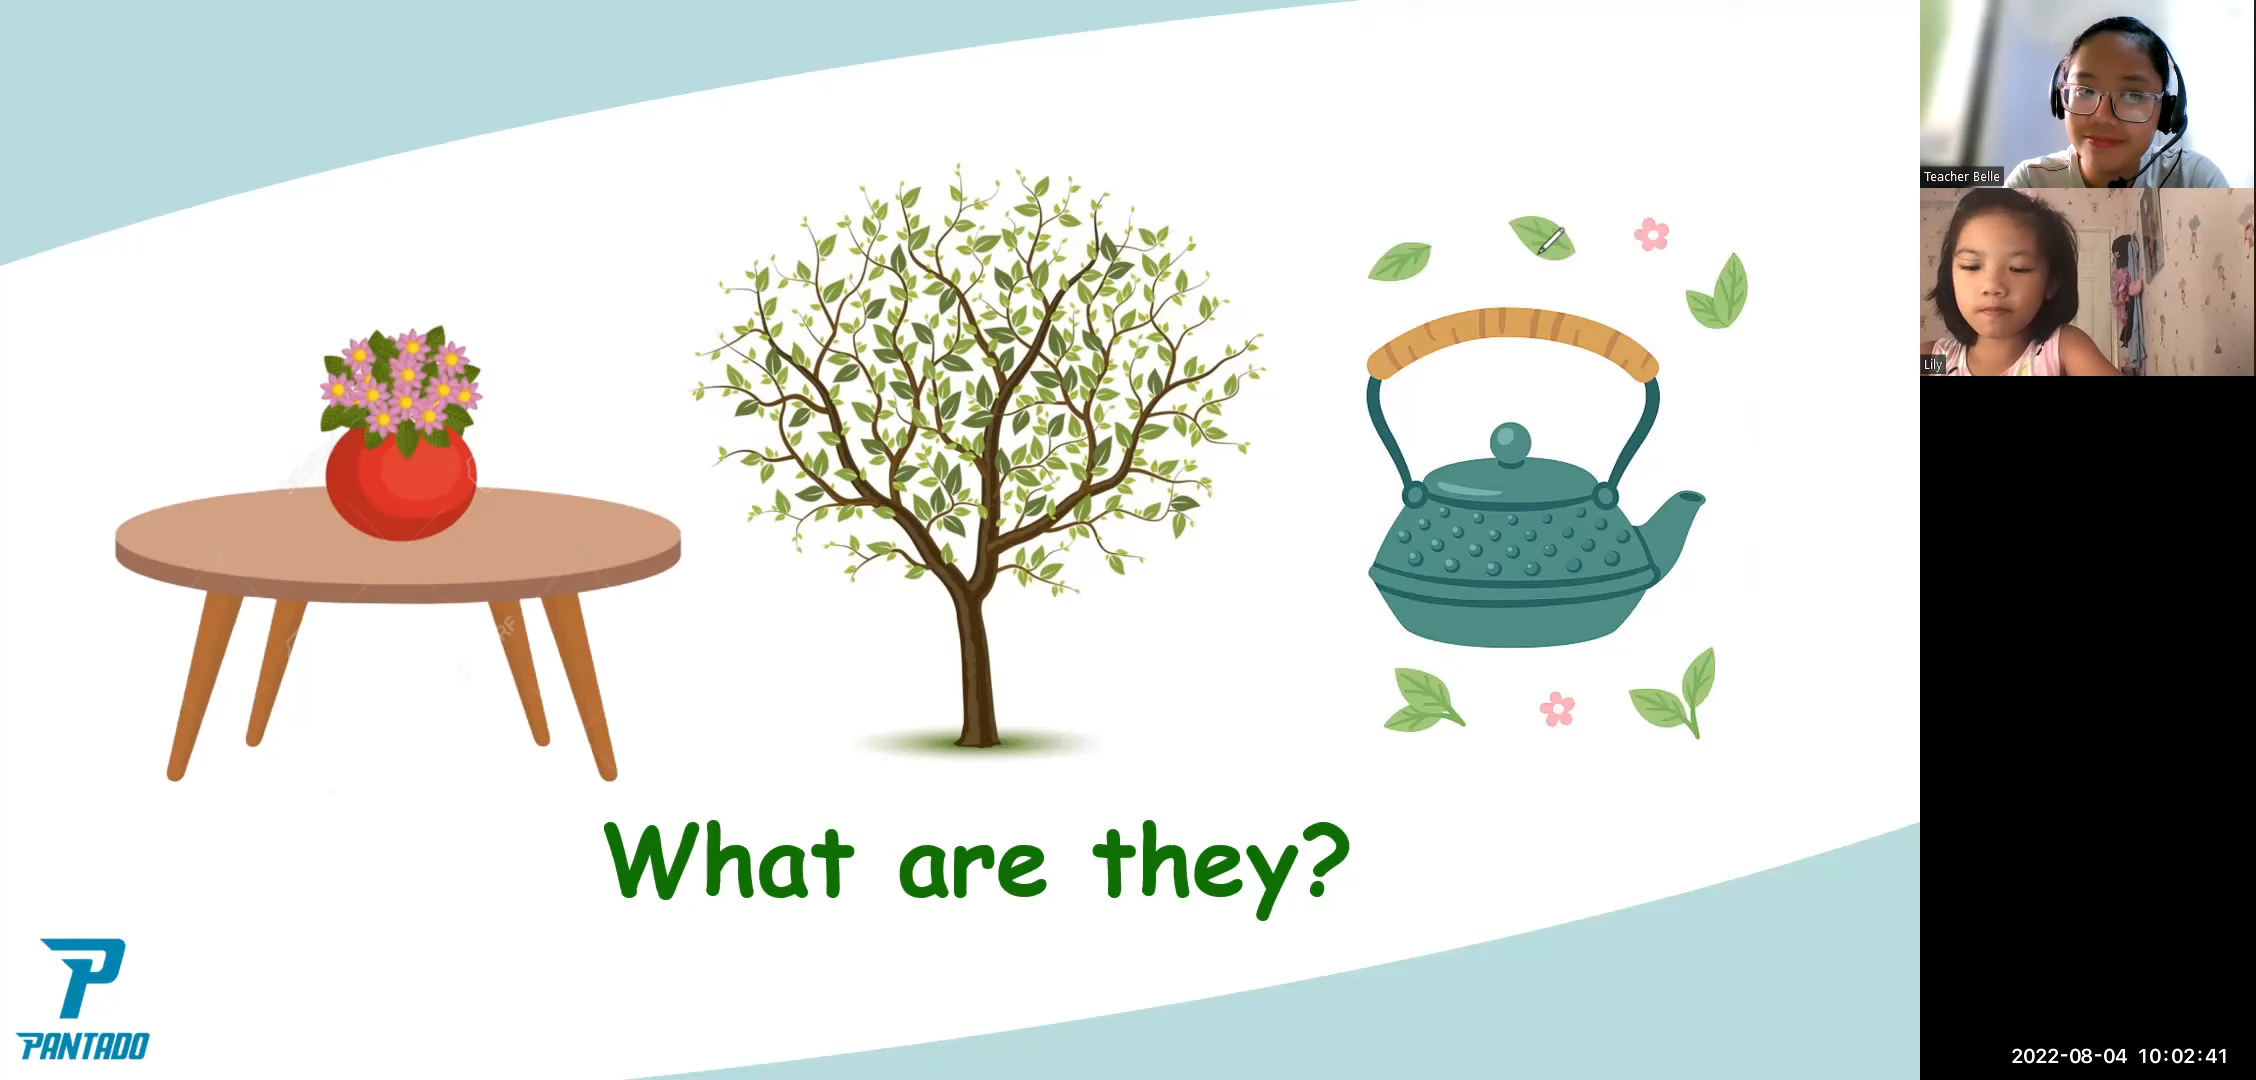 Teacher Belle
Lily
What are they?
PANTADO
2022-08-04 10:02:41